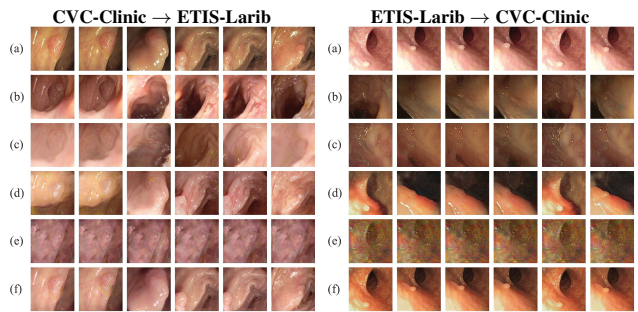 CVC-Clinic → ETIS-Larib
(a)
(b)
(c)
(d)
(e)
(f)
ETIS-Larib → CVC-Clinic
(a)
(b)
(c)
(d)
(e)
(f)